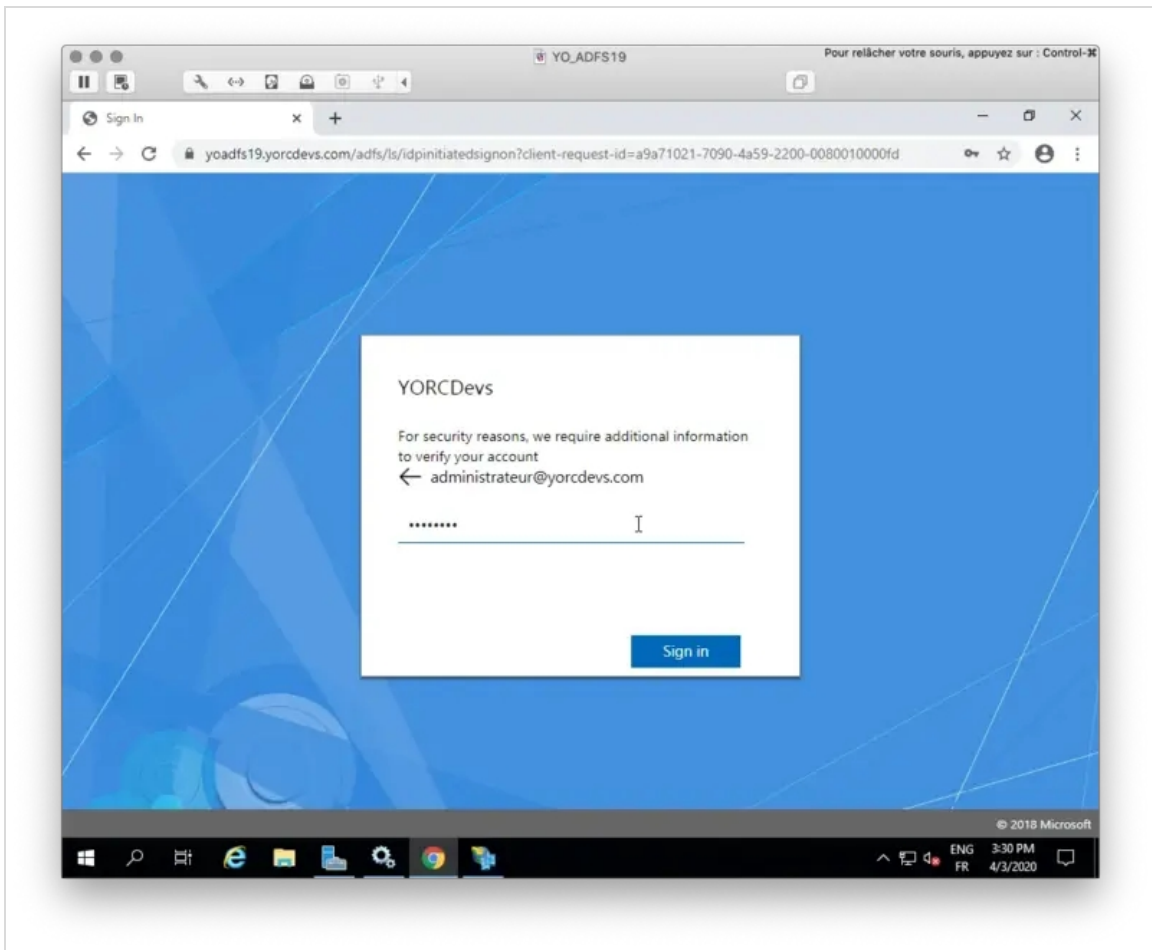 YO_ADFS19
Pour relâcher votre souris, appuyez sur : Control-⌘
Sign In
yoadfs19.yorcdevs.com/adfs/ls/idpinitiatedsignon?client-request-id=a9a71021-7090-4a59-2200-0080010000fd
YORCDevs
For security reasons, we require additional information
to verify your account
administrateur@yorcdevs.com
••••••••
Sign in
© 2018 Microsoft
ENG 3:30 PM
FR 4/3/2020